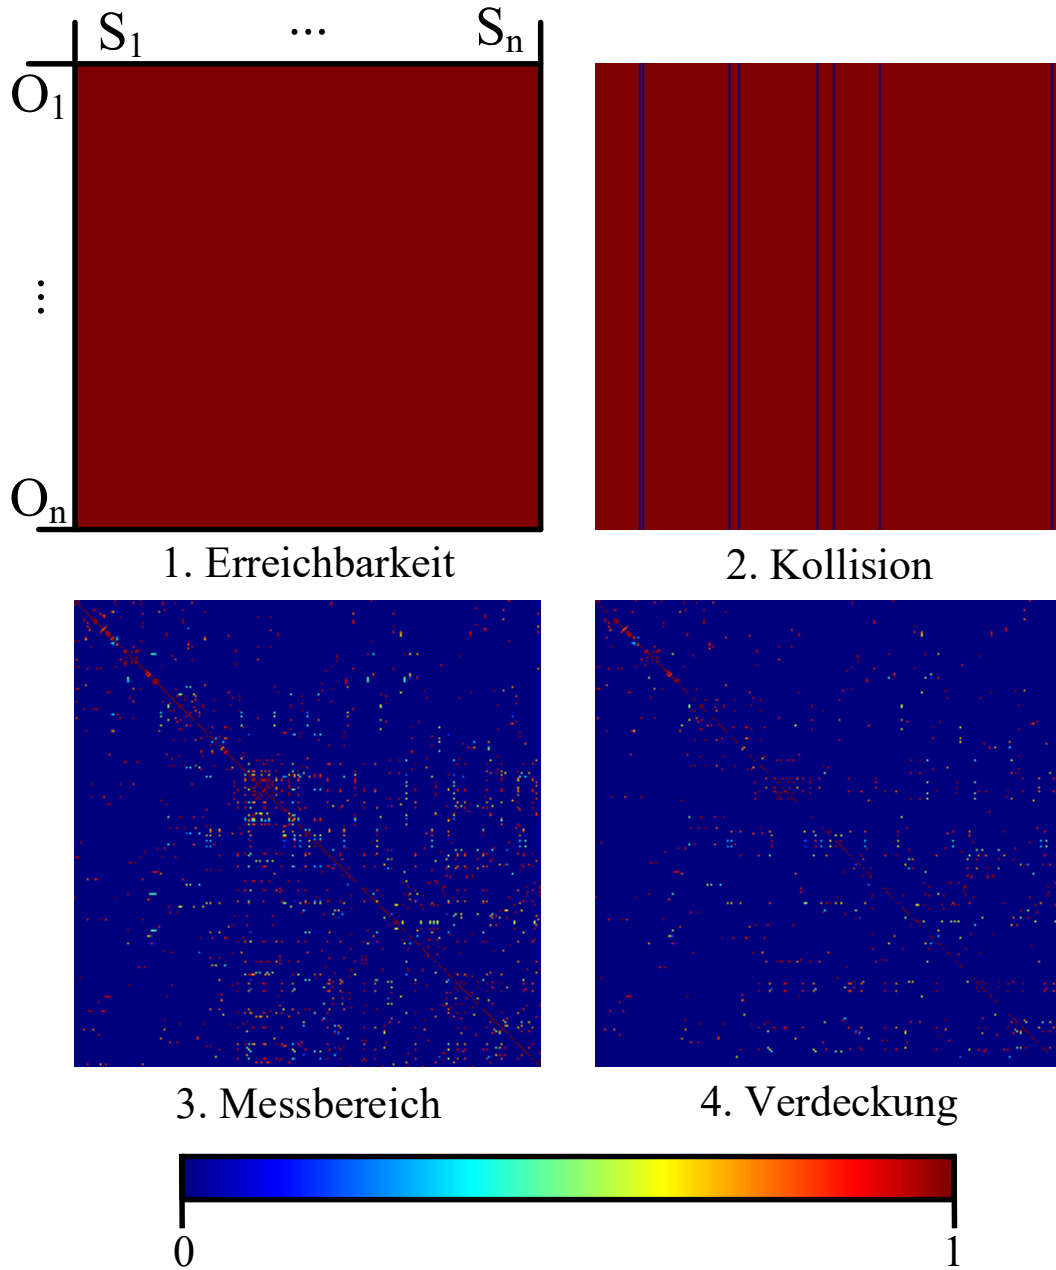 S1 ... Sn
O1
⋮
On
1. Erreichbarkeit
2. Kollision
3. Messbereich
4. Verdeckung
0 1